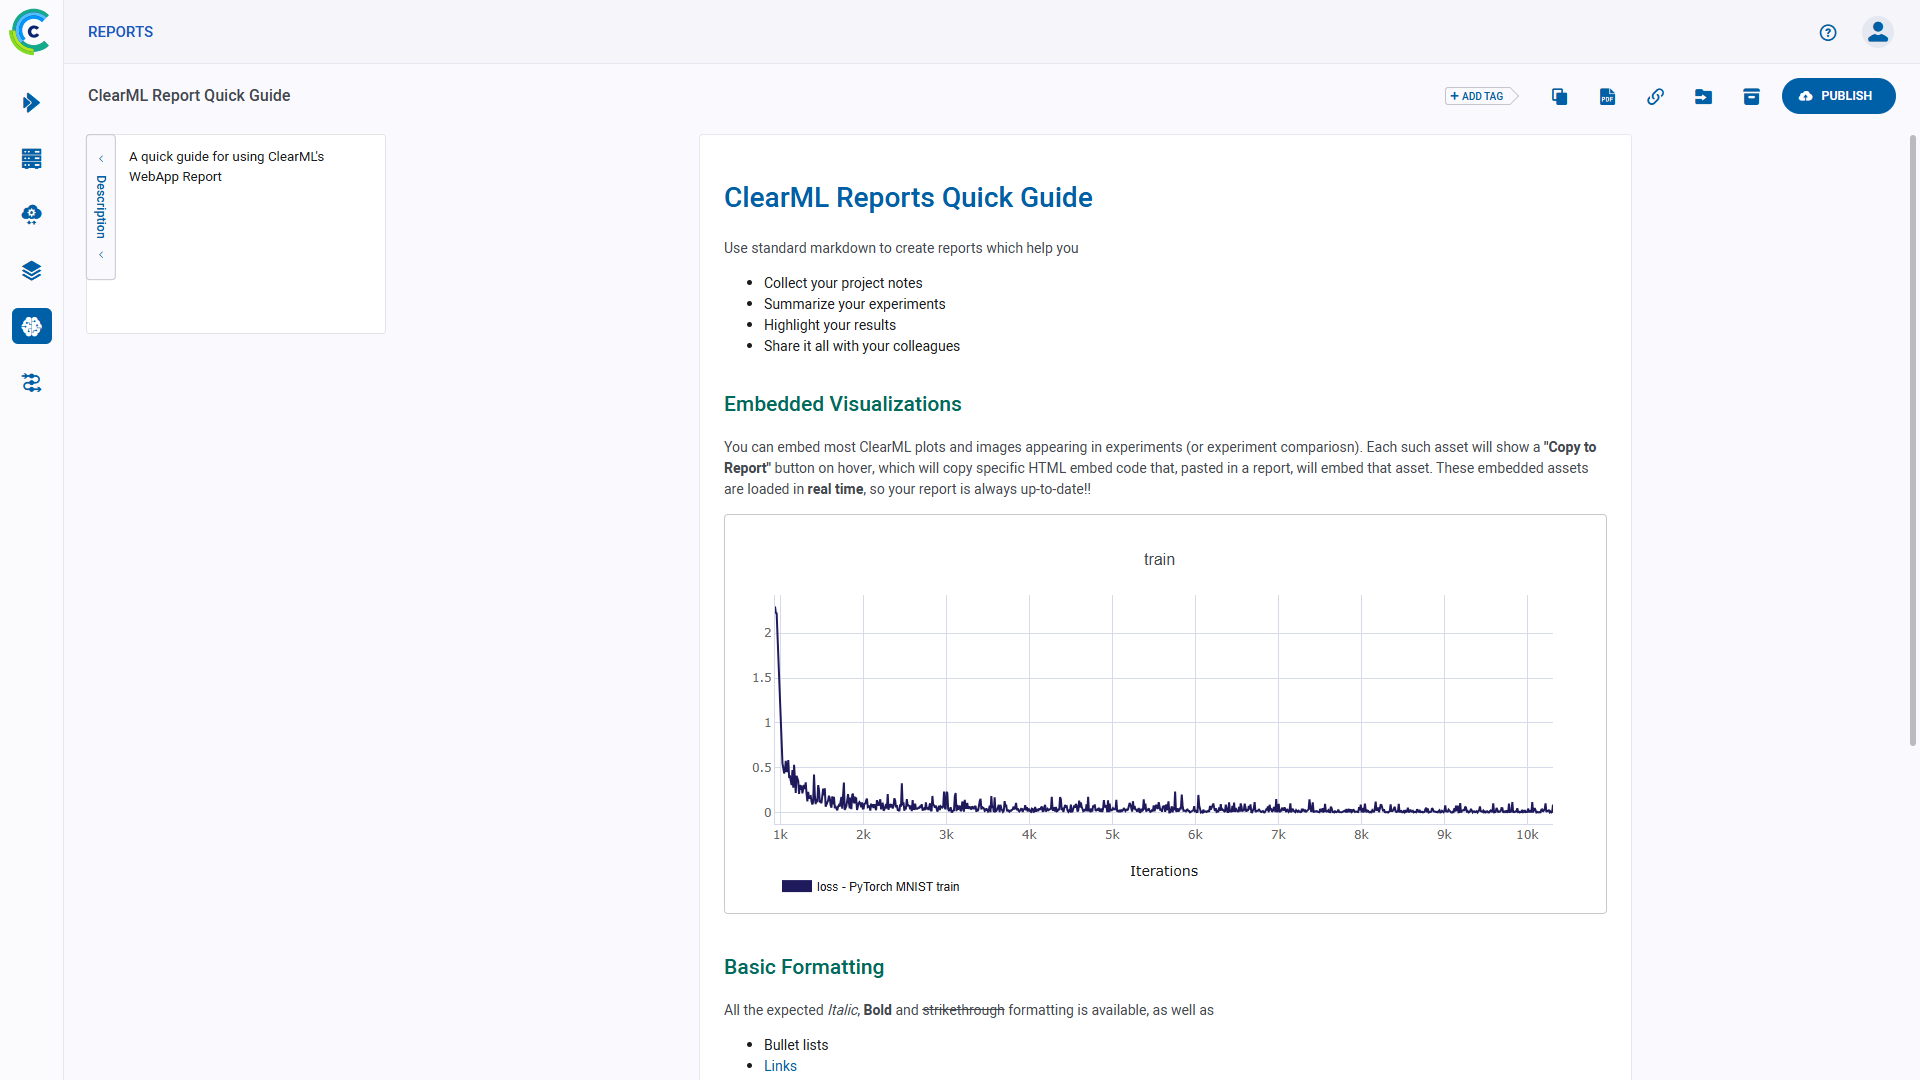 C
REPORTS
ClearML Report Quick Guide
+ ADD TAG
PDF
PUBLISH
Description
A quick guide for using ClearML's
WebApp Report
ClearML Reports Quick Guide
Use standard markdown to create reports which help you
• Collect your project notes
• Summarize your experiments
• Highlight your results
• Share it all with your colleagues
Embedded Visualizations
You can embed most ClearML plots and images appearing in experiments (or experiment compariosn). Each such asset will show a "Copy to
Report" button on hover, which will copy specific HTML embed code that, pasted in a report, will embed that asset. These embedded assets
are loaded in real time, so your report is always up-to-date!!
train
2
1.5
1
0.5
0
1k 2k 3k 4k 5k 6k 7k 8k 9k 10k
Iterations
loss - PyTorch MNIST train
Basic Formatting
All the expected Italic, Bold and strikethrough formatting is available, as well as
• Bullet lists
• Links